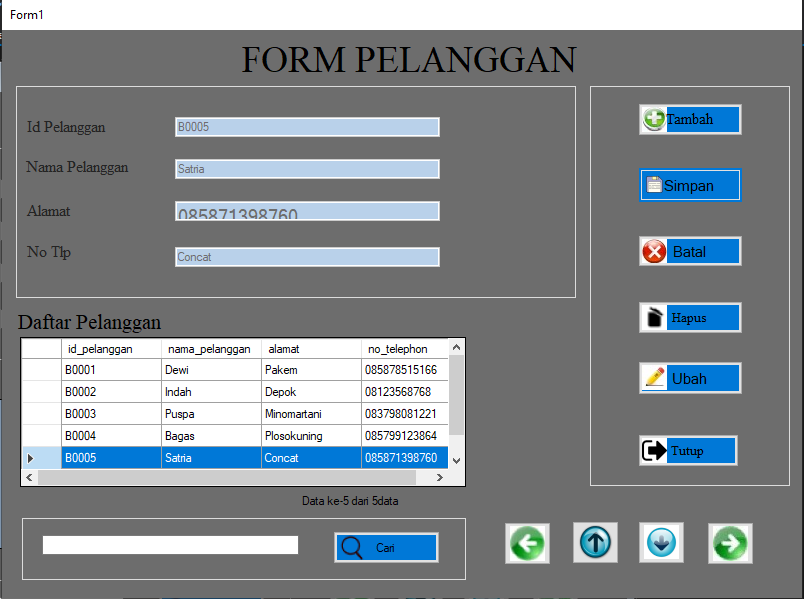 Form1
FORM PELANGGAN
Id Pelanggan B0005
Nama Pelanggan Satria
Alamat 085871398760
No Tlp Concat
Tambah
Simpan
Batal
Hapus
Ubah
Tutup
Daftar Pelanggan
id_pelanggan nama_pelanggan alamat no_telephon
B0001 Dewi Pakem 085878515166
B0002 Indah Depok 08123568768
B0003 Puspa Minomartani 083798081221
B0004 Bagas Plosokuning 085799123864
B0005 Satria Concat 085871398760
Data ke-5 dari 5data
Cari